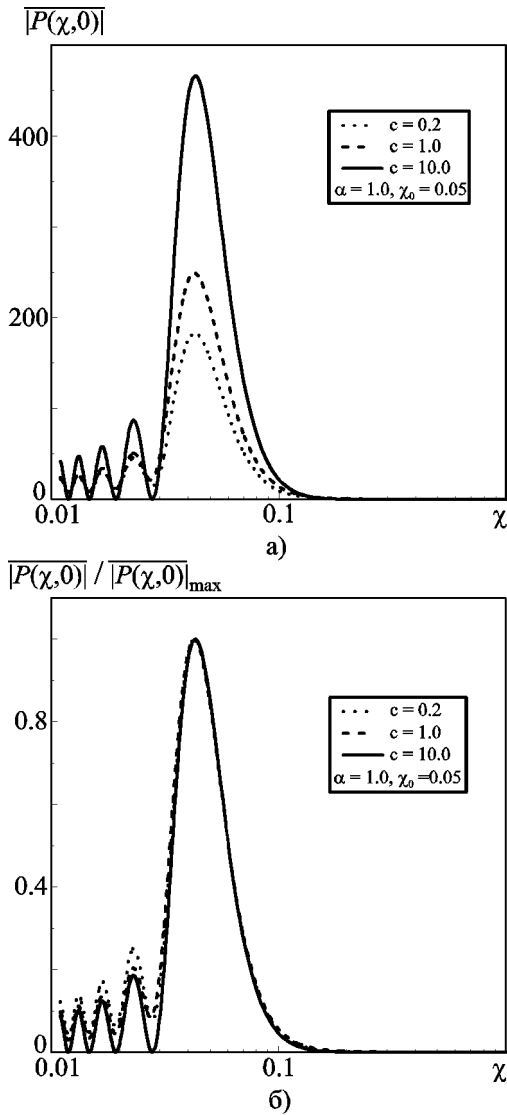 |P(χ,0)|
400
200
0
c = 0.2
c = 1.0
c = 10.0
α = 1.0, χ₀ = 0.05
0.01 0.1 χ
а)
|P(χ,0)| / |P(χ,0)|max
0.8
0.4
0
c = 0.2
c = 1.0
c = 10.0
α = 1.0, χ₀ =0.05
0.01 0.1 χ
б)